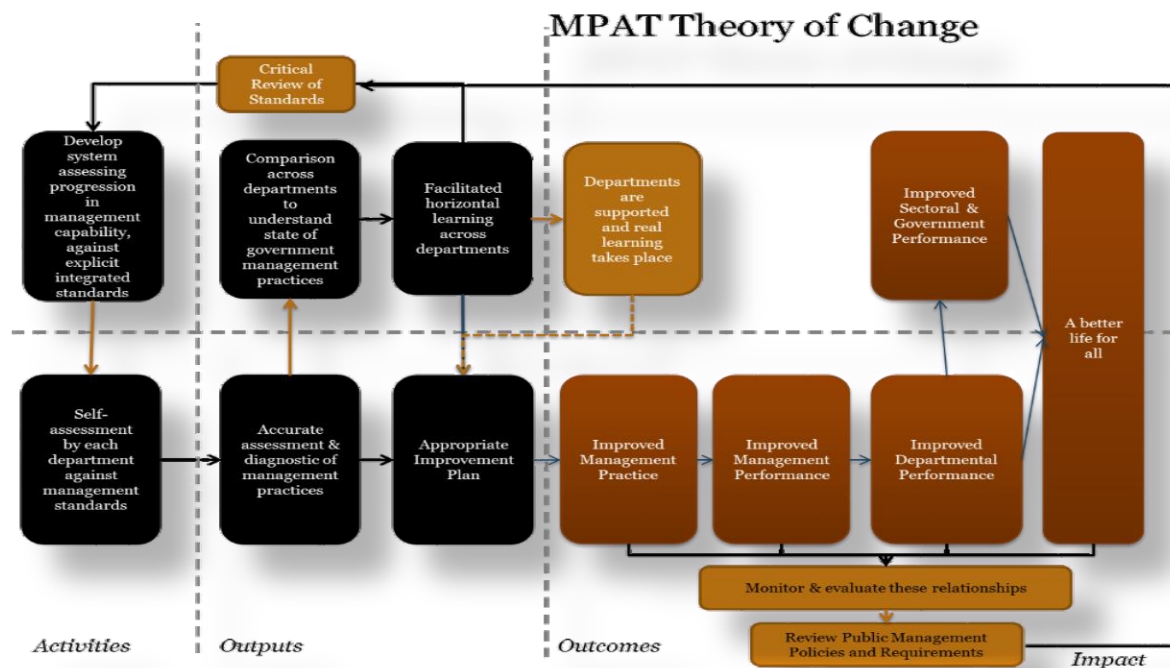 MPAT Theory of Change
Critical
Review of
Standards
Develop
system
assessing
progression
in
management
capability,
against
explicit
integrated
standards
Comparison
across
departments
to
understand
state of
government
management
practices
Facilitated
horizontal
learning
across
departments
Departments
are
supported
and real
learning
takes place
Improved
Sectoral &
Government
Performance
A better
life for
all
Self-
assessment
by each
department
against
management
standards
Accurate
assessment &
diagnostic of
management
practices
Appropriate
Improvement
Plan
Improved
Management
Practice
Improved
Management
Performance
Improved
Departmental
Performance
Monitor & evaluate these relationships
Review Public Management
Policies and Requirements
Activities
Outputs
Outcomes
Impact